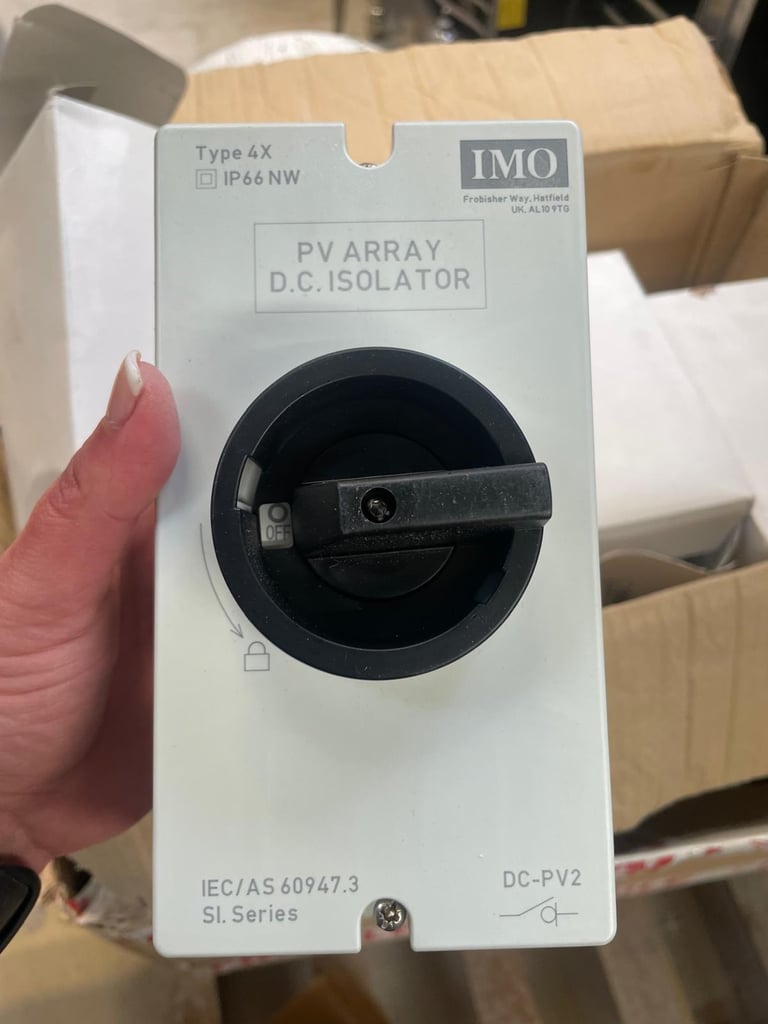 Type 4X
IP66 NW
IMO
Frobisher Way, Hatfield
UK, AL10 9TG
PV ARRAY
D.C. ISOLATOR
O
OFF
IEC/AS 60947.3
SI. Series
DC-PV2